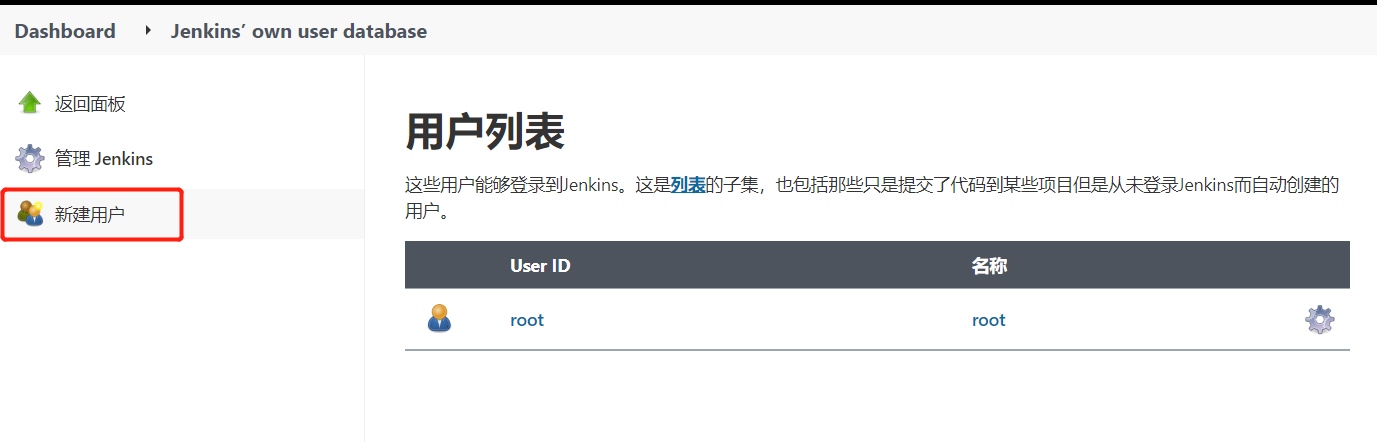 Dashboard Jenkins’ own user database
返回面板
管理 Jenkins
新建用户
用户列表
这些用户能够登录到Jenkins。这是列表的子集，也包括那些只是提交了代码到某些项目但是从未登录Jenkins而自动创建的
用户。
User ID 名称
root root